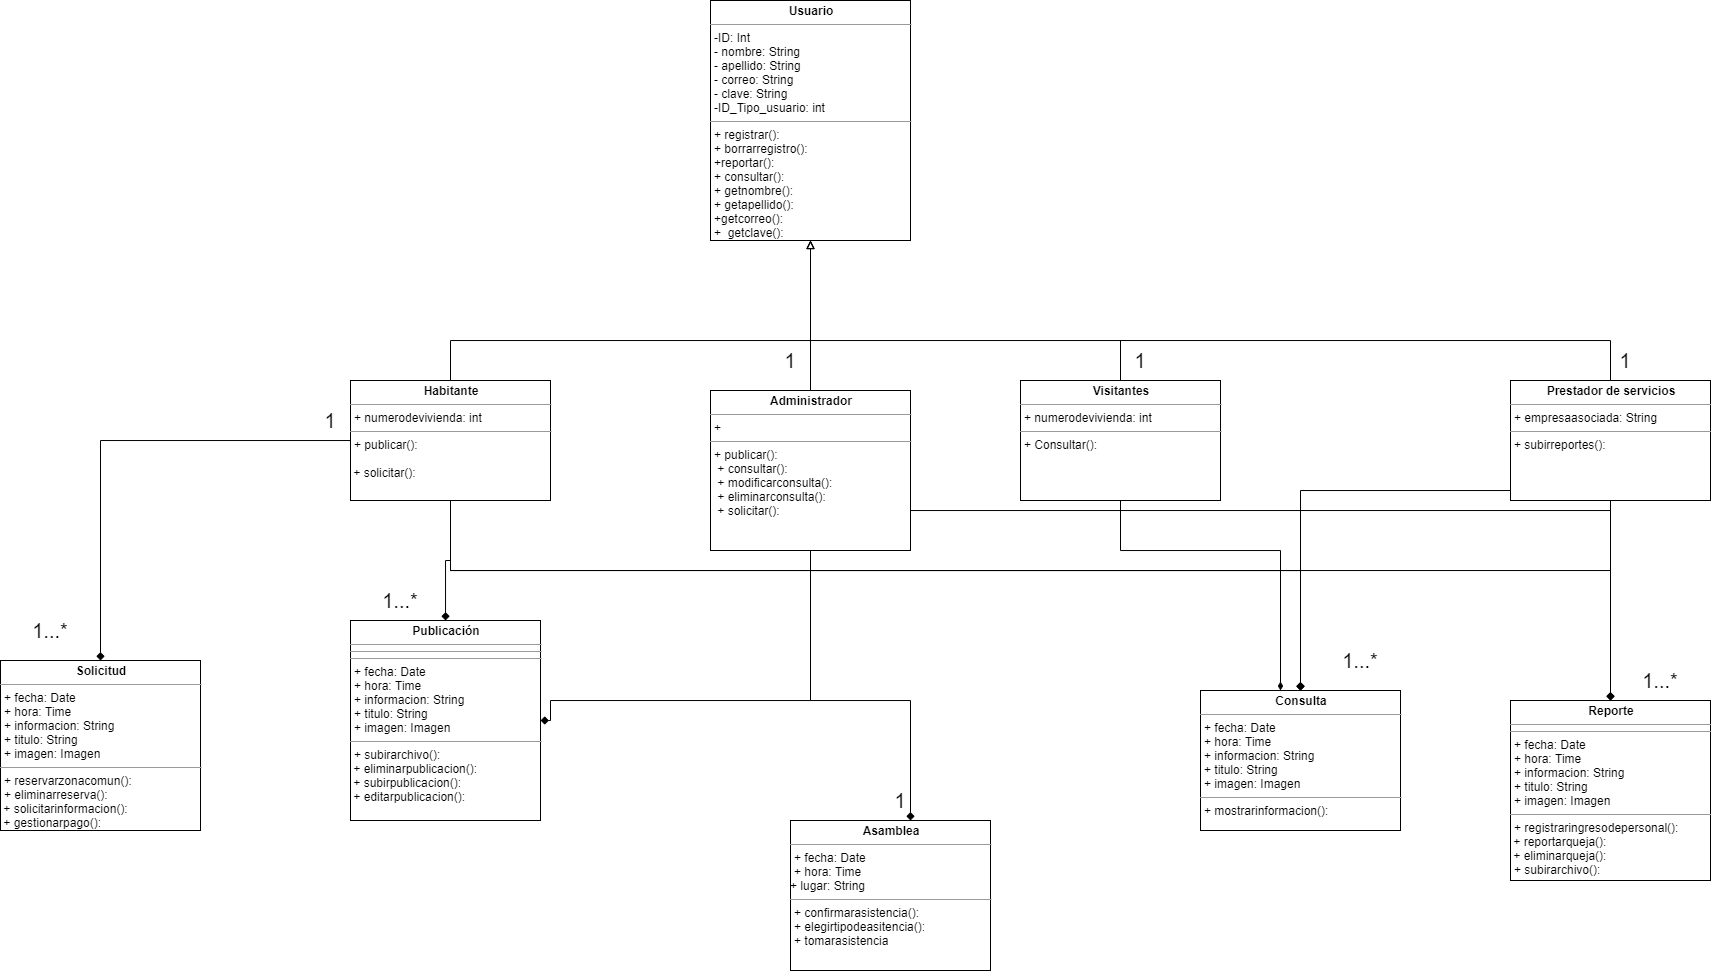 Usuario
-ID: Int
- nombre: String
- apellido: String
- correo: String
- clave: String
-ID_Tipo_usuario: int
+ registrar():
+ borrarregistro():
+reportar():
+ consultar():
+ getnombre():
+ getapellido():
+getcorreo():
+ getclave():
1
1
1
1
Habitante
+ numerodevivienda: int
+ publicar():
+ solicitar():
Administrador
+
+ publicar():
+ consultar():
+ modificarconsulta():
+ eliminarconsulta():
+ solicitar():
Visitantes
+ numerodevivienda: int
+ Consultar():
Prestador de servicios
+ empresaasociada: String
+ subirreportes():
1...*
1...*
1...*
1...*
1
Solicitud
+ fecha: Date
+ hora: Time
+ informacion: String
+ titulo: String
+ imagen: Imagen
+ reservarzonacomun():
+ eliminarreserva():
+ solicitarinformacion():
+ gestionarpago():
Publicación
+ fecha: Date
+ hora: Time
+ informacion: String
+ titulo: String
+ imagen: Imagen
+ subirarchivo():
+ eliminarpublicacion():
+ subirpublicacion():
+ editarpublicacion():
Asamblea
+ fecha: Date
+ hora: Time
+ lugar: String
+ confirmarasistencia():
+ elegirtipodeasitencia():
+ tomarasistencia
Consulta
+ fecha: Date
+ hora: Time
+ informacion: String
+ titulo: String
+ imagen: Imagen
+ mostrarinformacion():
Reporte
+ fecha: Date
+ hora: Time
+ informacion: String
+ titulo: String
+ imagen: Imagen
+ registraringresodepersonal():
+ reportarqueja():
+ eliminarqueja():
+ subirarchivo():